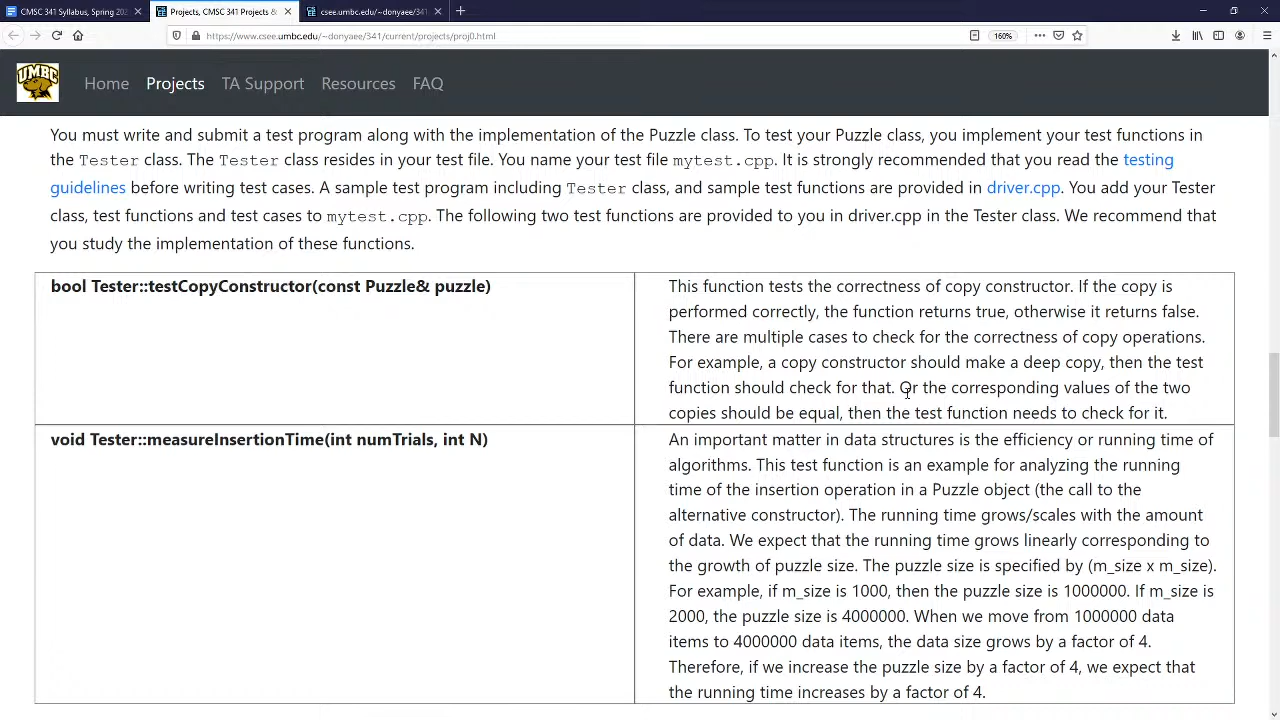 CMSC 341 Syllabus, Spring 202
Projects, CMSC 341 Projects &
csee.umbc.edu/~donyaee/341/
https://www.csee.umbc.edu/~donyaee/341/current/projects/proj0.html
160%
UMBC
Home Projects TA Support Resources FAQ
You must write and submit a test program along with the implementation of the Puzzle class. To test your Puzzle class, you implement your test functions in
the Tester class. The Tester class resides in your test file. You name your test file mytest.cpp. It is strongly recommended that you read the testing
guidelines before writing test cases. A sample test program including Tester class, and sample test functions are provided in driver.cpp. You add your Tester
class, test functions and test cases to mytest.cpp. The following two test functions are provided to you in driver.cpp in the Tester class. We recommend that
you study the implementation of these functions.
bool Tester::testCopyConstructor(const Puzzle& puzzle)
This function tests the correctness of copy constructor. If the copy is
performed correctly, the function returns true, otherwise it returns false.
There are multiple cases to check for the correctness of copy operations.
For example, a copy constructor should make a deep copy, then the test
function should check for that. Or the corresponding values of the two
copies should be equal, then the test function needs to check for it.
void Tester::measureInsertionTime(int numTrials, int N)
An important matter in data structures is the efficiency or running time of
algorithms. This test function is an example for analyzing the running
time of the insertion operation in a Puzzle object (the call to the
alternative constructor). The running time grows/scales with the amount
of data. We expect that the running time grows linearly corresponding to
the growth of puzzle size. The puzzle size is specified by (m_size x m_size).
For example, if m_size is 1000, then the puzzle size is 1000000. If m_size is
2000, the puzzle size is 4000000. When we move from 1000000 data
items to 4000000 data items, the data size grows by a factor of 4.
Therefore, if we increase the puzzle size by a factor of 4, we expect that
the running time increases by a factor of 4.